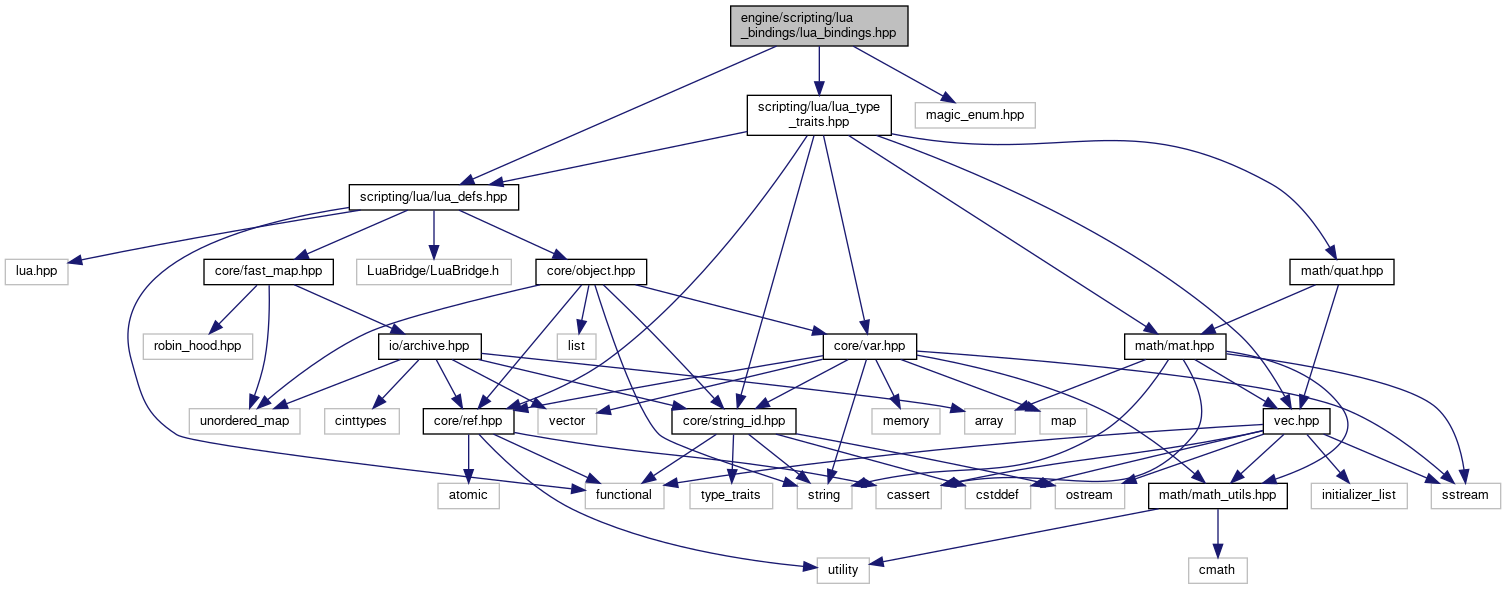 engine/scripting/lua
_bindings/lua_bindings.hpp
scripting/lua/lua_type
_traits.hpp
magic_enum.hpp
scripting/lua/lua_defs.hpp
lua.hpp
core/fast_map.hpp
LuaBridge/LuaBridge.h
core/object.hpp
math/quat.hpp
robin_hood.hpp
io/archive.hpp
list
core/var.hpp
math/mat.hpp
unordered_map
cinttypes
core/ref.hpp
vector
core/string_id.hpp
memory
array
map
vec.hpp
atomic
functional
type_traits
string
cassert
cstddef
ostream
math/math_utils.hpp
initializer_list
sstream
utility
cmath